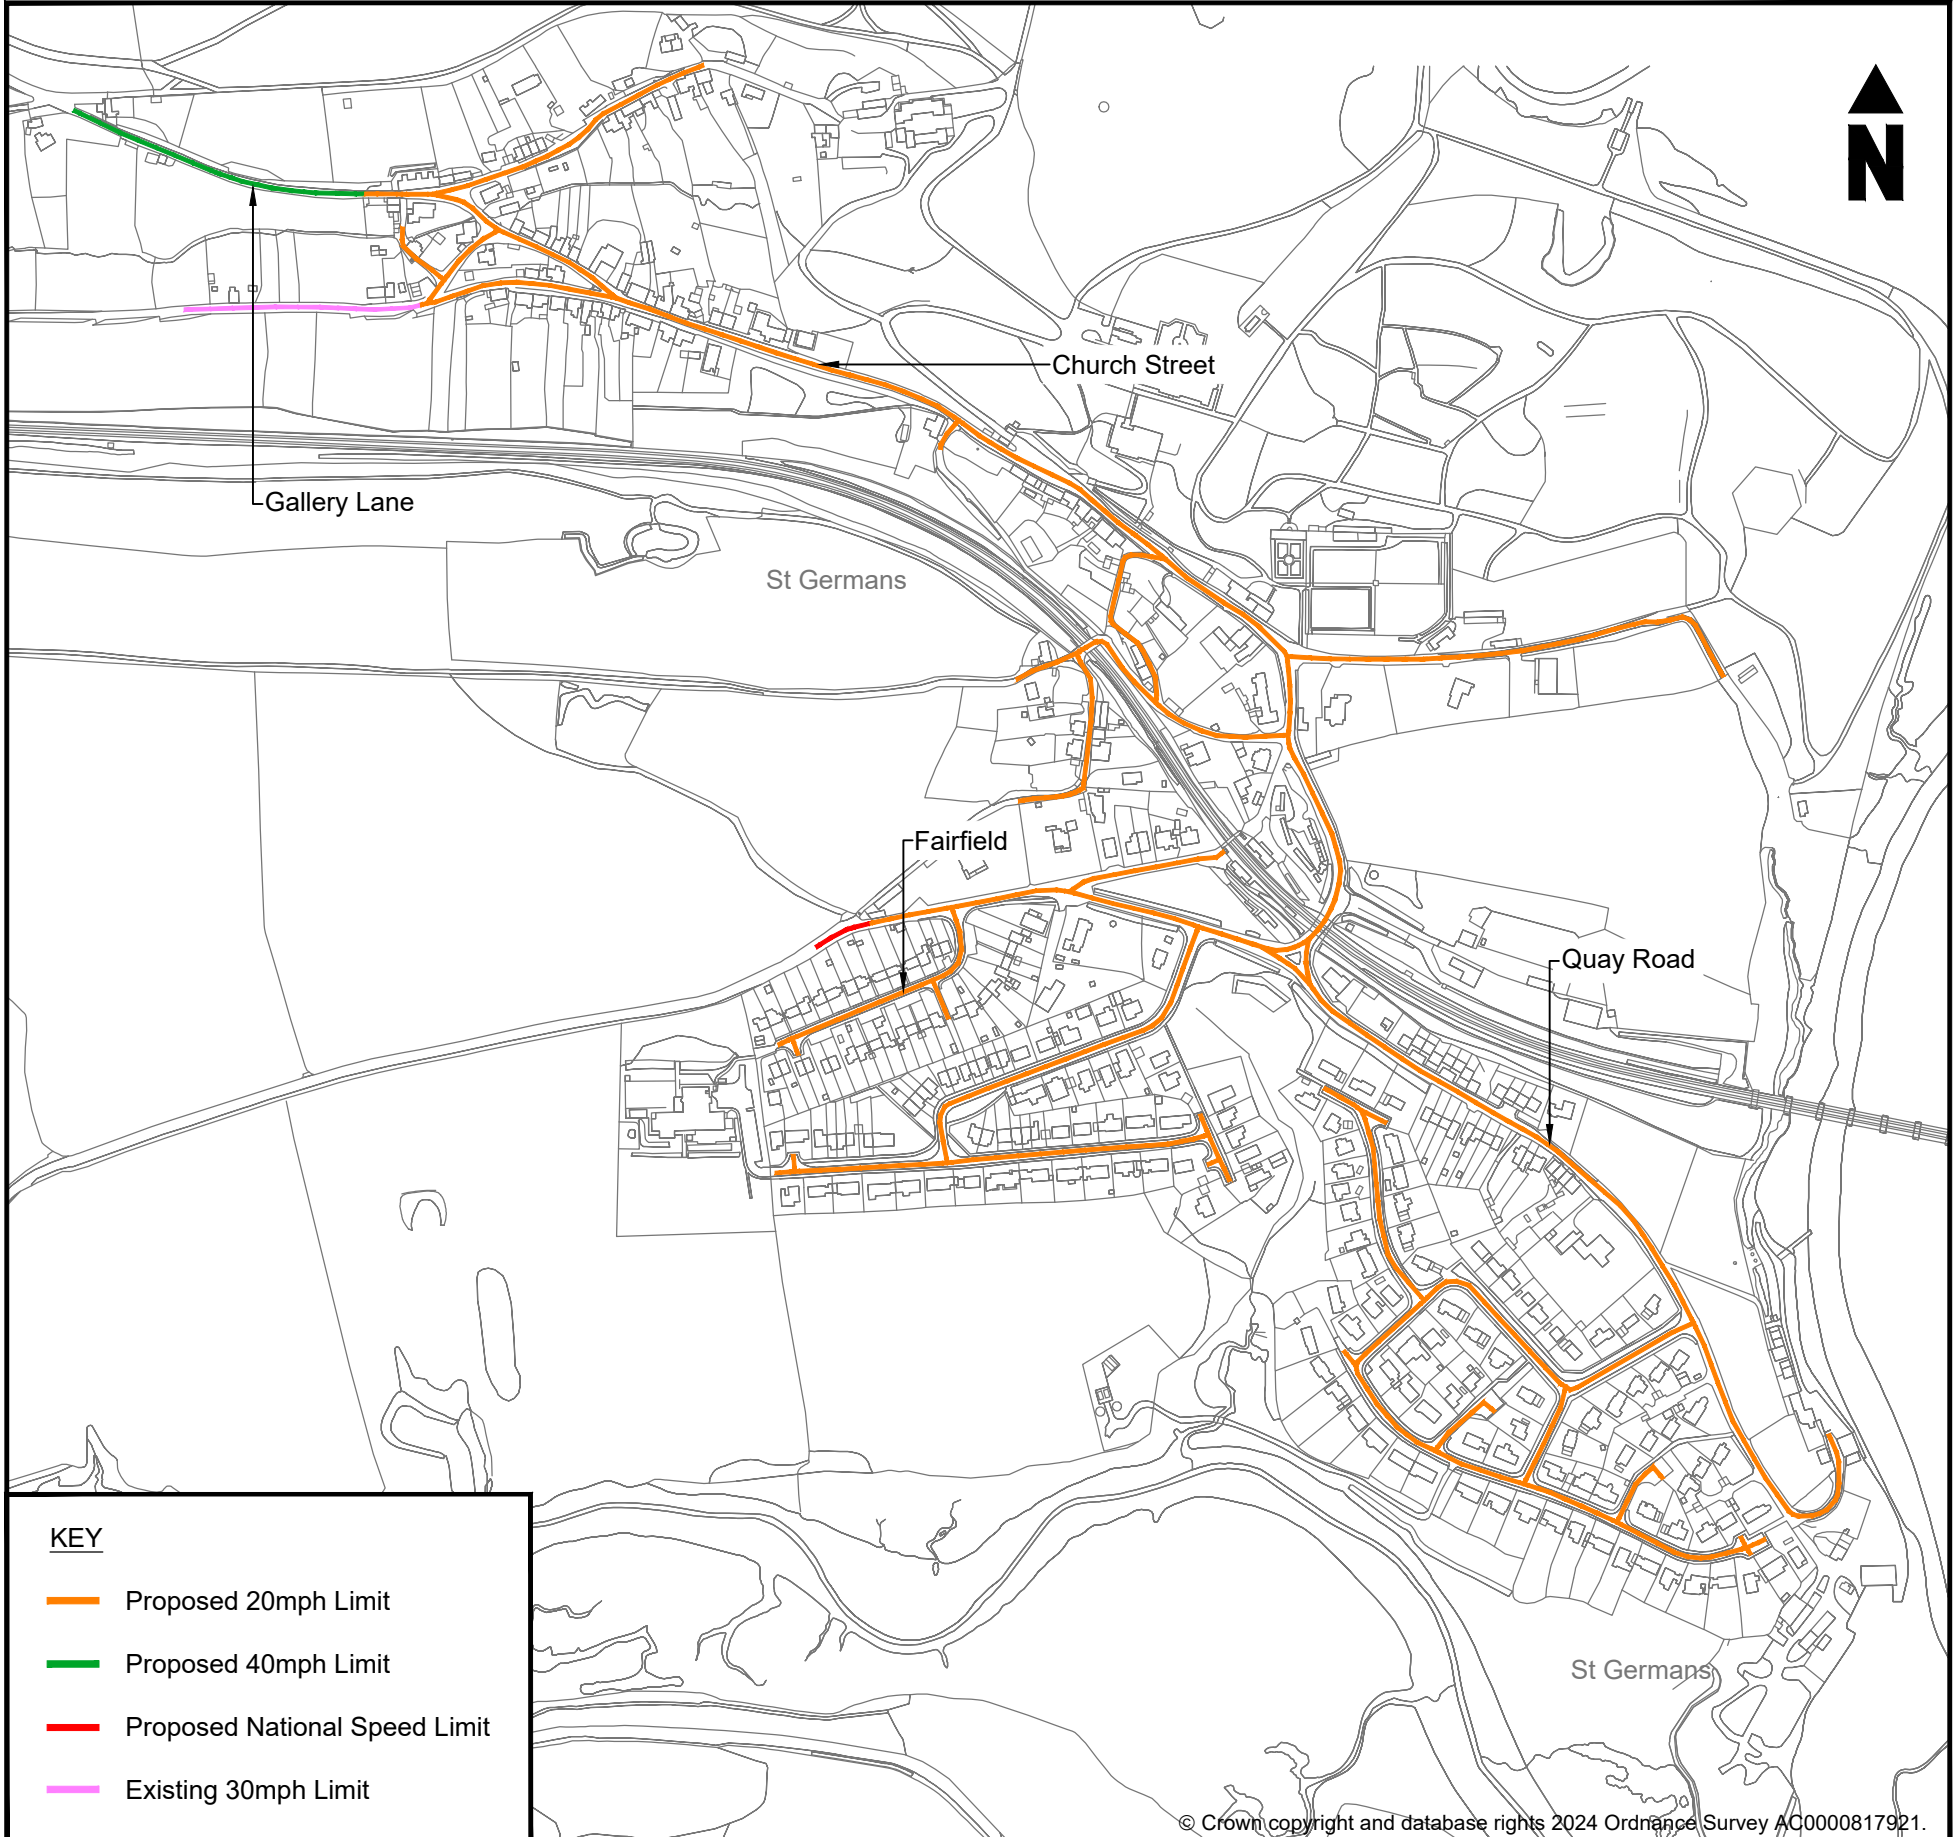 N
Church Street
Gallery Lane
St Germans
Fairfield
Quay Road
St Germans
KEY
Proposed 20mph Limit
Proposed 40mph Limit
Proposed National Speed Limit
Existing 30mph Limit
© Crown copyright and database rights 2024 Ordnance Survey AC0000817921.